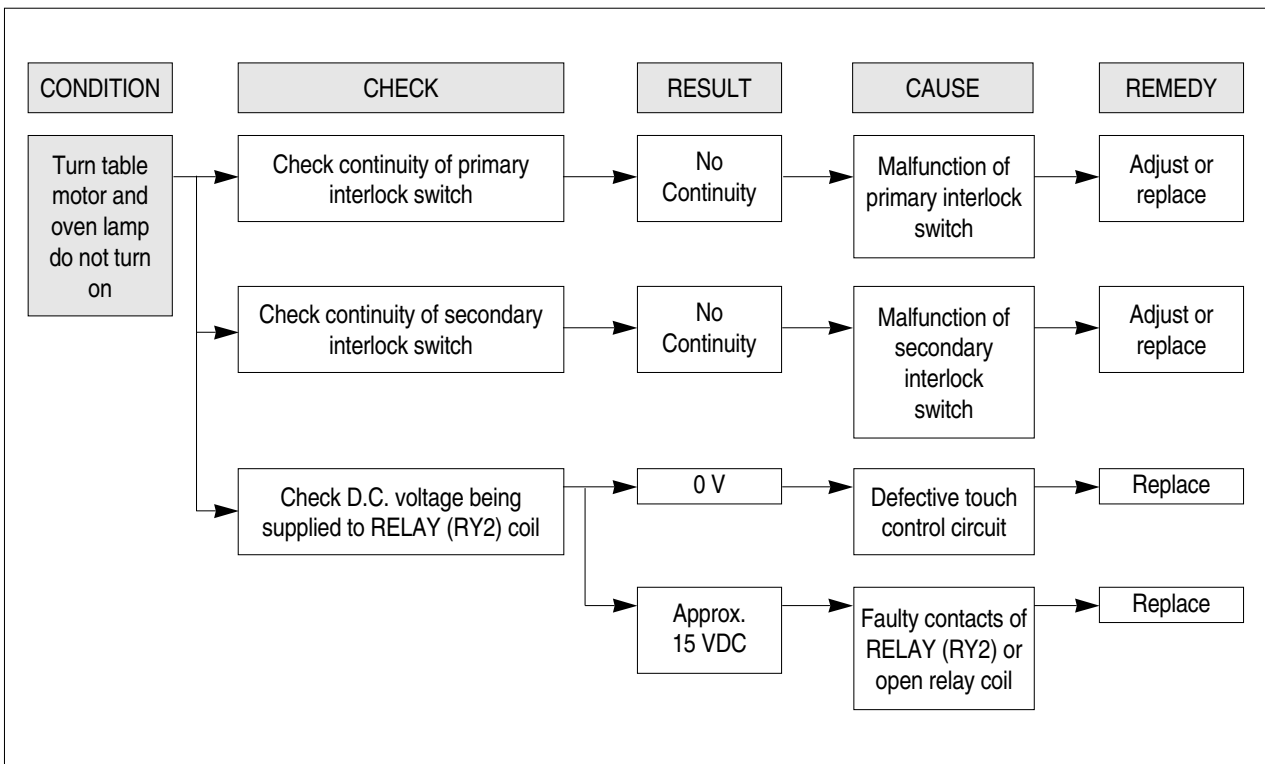 CONDITION
CHECK
RESULT
CAUSE
REMEDY
Turn table
motor and
oven lamp
do not turn
on
Check continuity of primary
interlock switch
No
Continuity
Malfunction of
primary interlock
switch
Adjust or
replace
Check continuity of secondary
interlock switch
No
Continuity
Malfunction of
secondary
interlock
switch
Adjust or
replace
Check D.C. voltage being
supplied to RELAY (RY2) coil
0 V
Defective touch
control circuit
Replace
Approx.
15 VDC
Faulty contacts of
RELAY (RY2) or
open relay coil
Replace